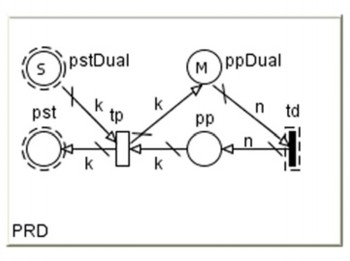 S pstDual M ppDual
k k n td
pst tp pp
k k n
PRD